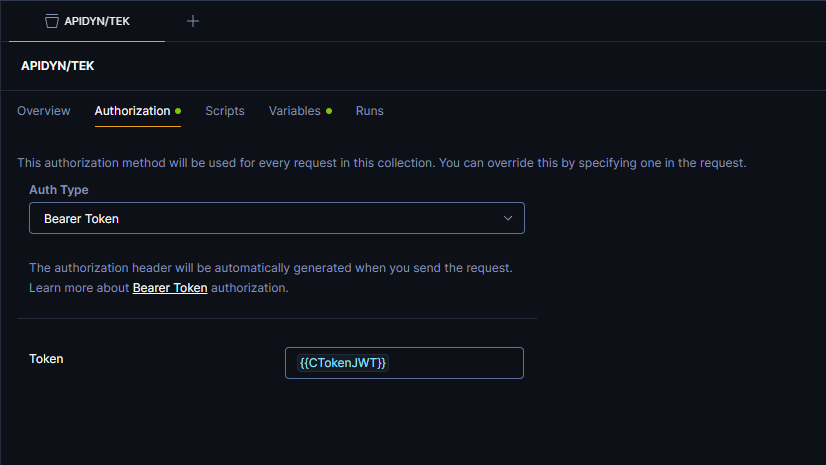 APIDYN/TEK
APIDYN/TEK
Overview Authorization Scripts Variables Runs
This authorization method will be used for every request in this collection. You can override this by specifying one in the request.
Auth Type
Bearer Token
The authorization header will be automatically generated when you send the request.
Learn more about Bearer Token authorization.
Token {{CTokenJWT}}